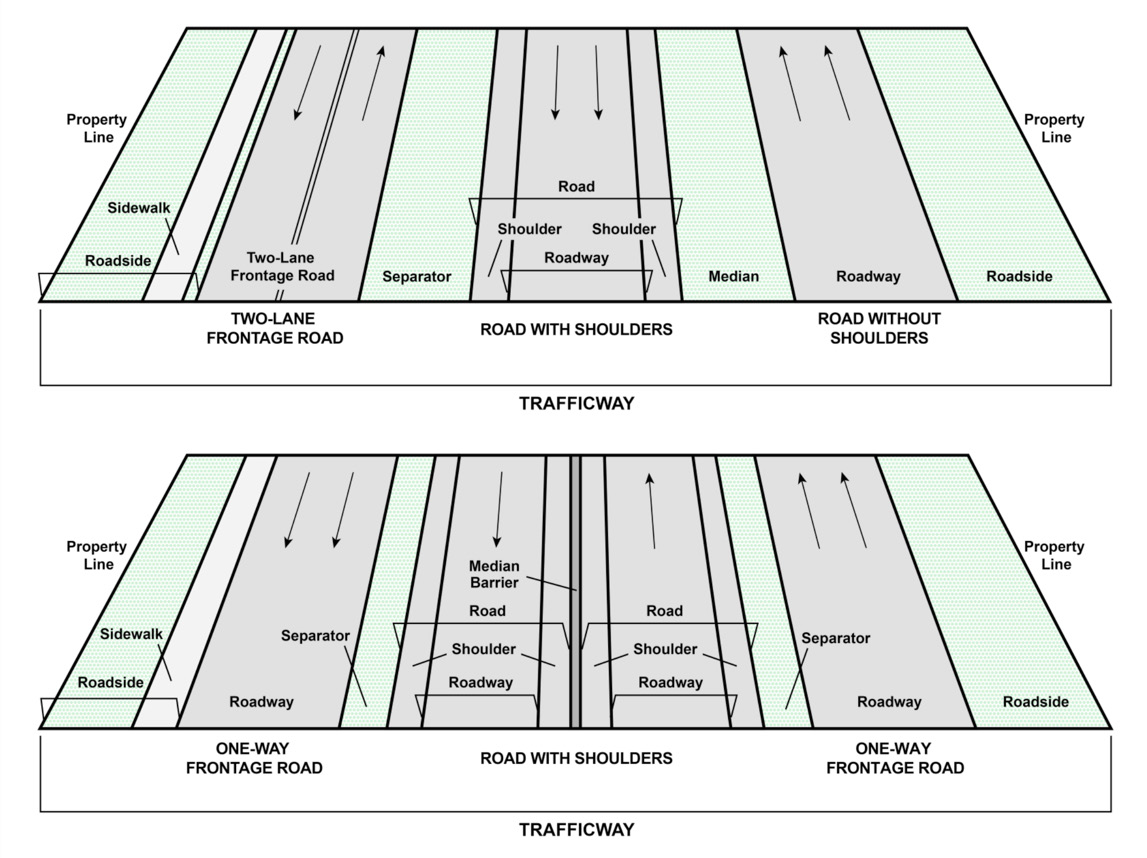 Property
Line
Sidewalk
Roadside
Two-Lane
Frontage Road
Separator
Road
Shoulder
Shoulder
Roadway
Median
Roadway
Roadside
Property
Line
TWO-LANE
FRONTAGE ROAD
ROAD WITH SHOULDERS
ROAD WITHOUT
SHOULDERS
TRAFFICWAY
Property
Line
Sidewalk
Roadside
Roadway
Separator
Median
Barrier
Road
Road
Shoulder
Shoulder
Roadway
Roadway
Separator
Roadway
Roadside
Property
Line
ONE-WAY
FRONTAGE ROAD
ROAD WITH SHOULDERS
ONE-WAY
FRONTAGE ROAD
TRAFFICWAY